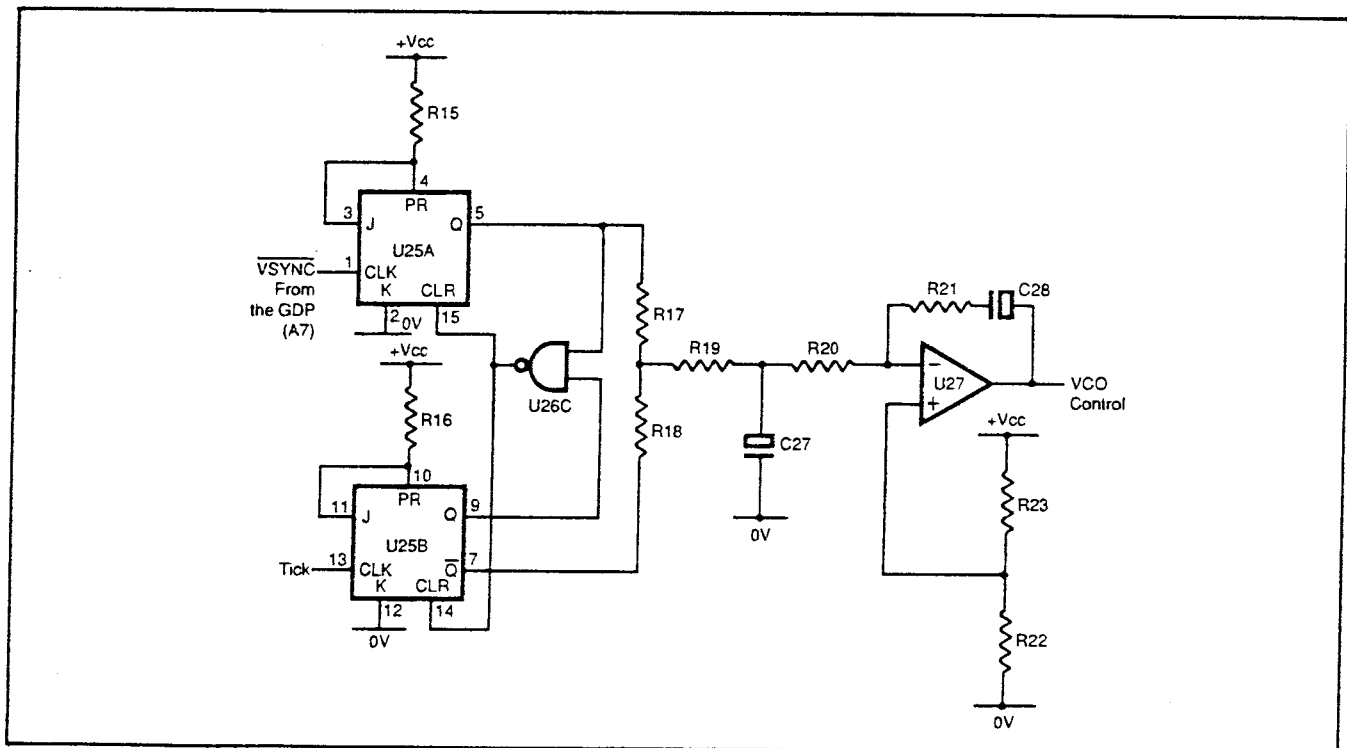 +Vcc
R15
4
PR
3
J
Q
5
U25A
VSYNC
From
the GDP
(A7)
1
CLK
K
CLR
2
0V
15
+Vcc
R16
10
PR
11
J
Q
9
U25B
Tick
13
CLK
Q
7
K
CLR
12
14
0V
U26C
R17
R18
R19
C27
0V
R20
R21
C28
−
U27
+
VCO
Control
+Vcc
R23
R22
0V